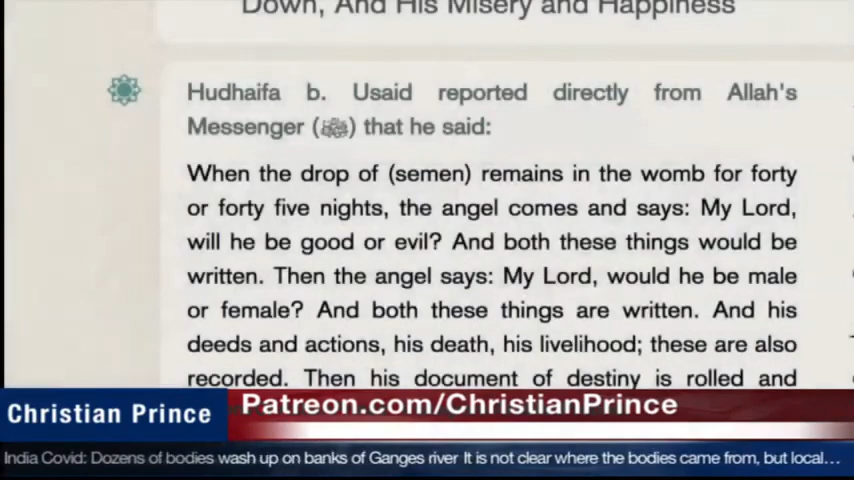 Down, And His Misery and Happiness
Hudhaifa b. Usaid reported directly from Allah's
Messenger (ﷺ) that he said:
When the drop of (semen) remains in the womb for forty
or forty five nights, the angel comes and says: My Lord,
will he be good or evil? And both these things would be
written. Then the angel says: My Lord, would he be male
or female? And both these things are written. And his
deeds and actions, his death, his livelihood; these are also
recorded. Then his document of destiny is rolled and
Christian Prince
Patreon.com/ChristianPrince
India Covid: Dozens of bodies wash up on banks of Ganges river It is not clear where the bodies came from, but local...